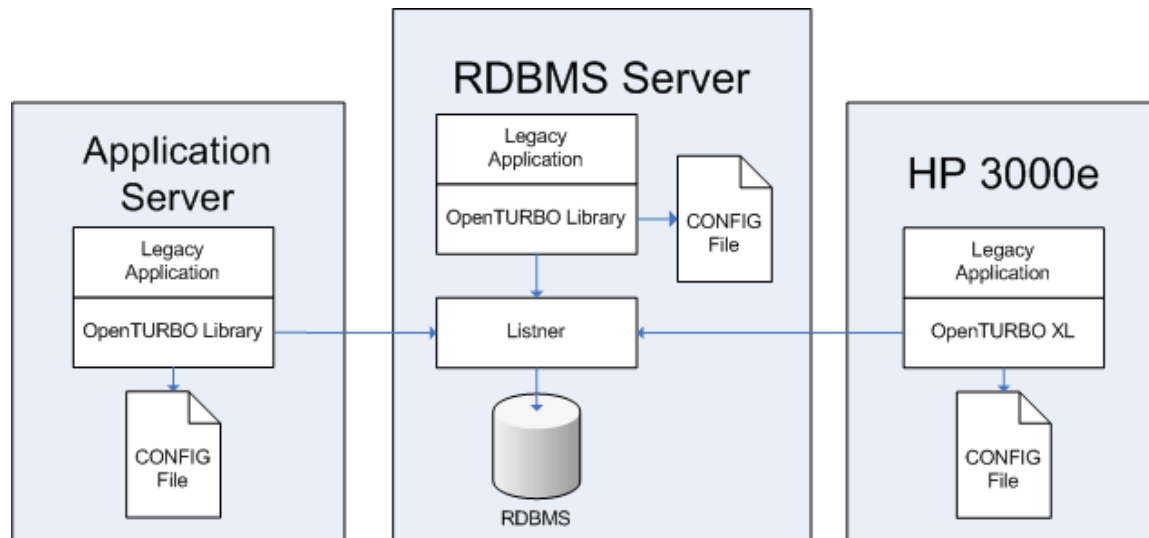 Application
Server
Legacy
Application
OpenTURBO Library
CONFIG
File
RDBMS Server
Legacy
Application
OpenTURBO Library
CONFIG
File
Listner
RDBMS
HP 3000e
Legacy
Application
OpenTURBO XL
CONFIG
File